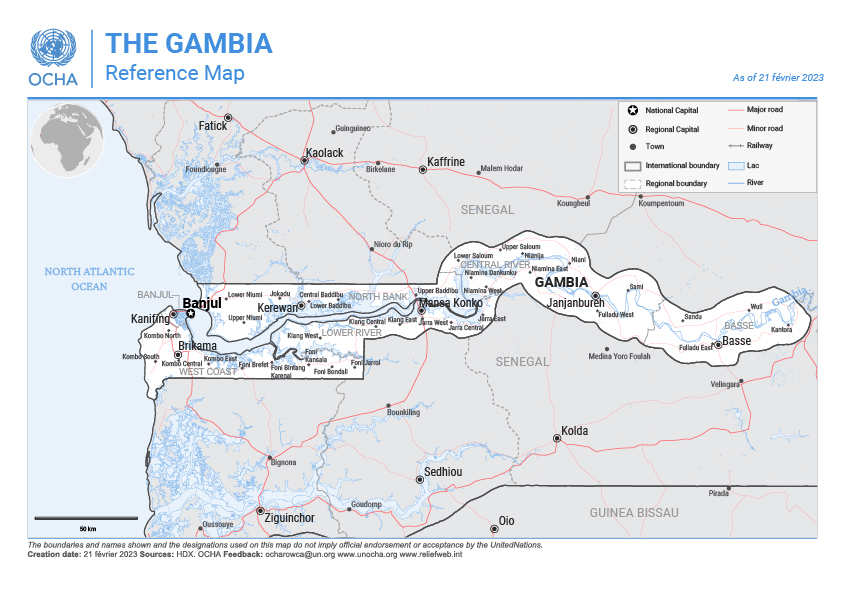 OCHA
THE GAMBIA
Reference Map
As of 21 février 2023
National Capital
Regional Capital
Town
International boundary
Regional boundary
Major road
Minor road
Railway
Lac
River
Fatick
Guinguineo
Kaolack
Foundiougne
Birkelane
Kaffrine
Malem Hodar
Koungheul
Koumpentoum
SENEGAL
Nioro du Rip
NORTH ATLANTIC
OCEAN
Lower Saloum
Upper Saloum
Nianija
Niani
CENTRAL RIVER
Niamina Dankunku
Niamina East
Niamina West
GAMBIA
Sami
Janjanbureh
Fulladu West
Sandu
Wuli
Gambia
BASSE
Kantora
Fulladu East
Basse
BANJUL
Banjul
Kanifing
Lower Niumi
Jokadu
Central Baddibu
Lower Baddibu
NORTH BANK
Upper Baddibu
Kerewan
Upper Niumi
Mansa Konko
Klang Central
Klang East
Jarra West
Jarra Central
Jarra East
Klang West
LOWER RIVER
Kombo North
Brikama
Kombo South
Kombo Central
Kombo East
WEST COAST
Foni Brefet
Foni Bintang
Karenai
Foni
Kansala
Foni Bondali
Foni Jarrol
SENEGAL
Medina Yoro Foulah
Velingara
Bounkiling
Kolda
Bignona
Sedhiou
Pirada
Goudomp
Ziguinchor
Oussouye
Oio
GUINEA BISSAU
50 km
The boundaries and names shown and the designations used on this map do not imply official endorsement or acceptance by the UnitedNations.
Creation date: 21 février 2023 Sources: HDX. OCHA Feedback: ocharowca@un.org www.unocha.org www.reliefweb.int